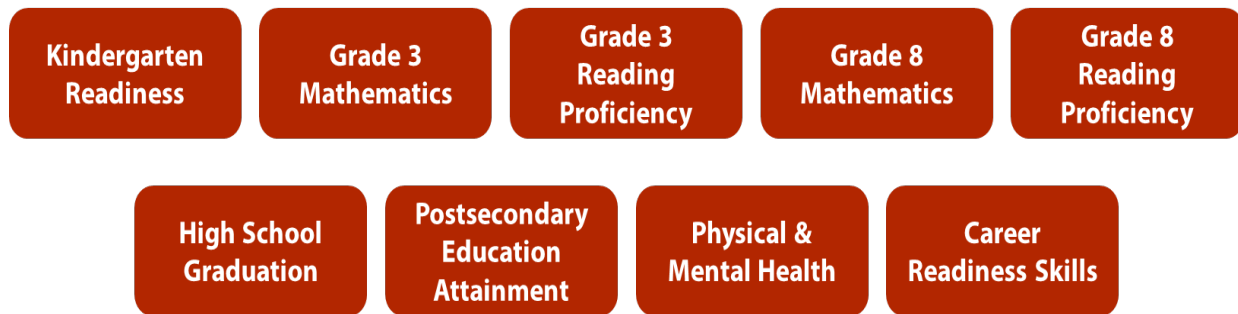 Kindergarten
Readiness
Grade 3
Mathematics
Grade 3
Reading
Proficiency
Grade 8
Mathematics
Grade 8
Reading
Proficiency
High School
Graduation
Postsecondary
Education
Attainment
Physical &
Mental Health
Career
Readiness Skills